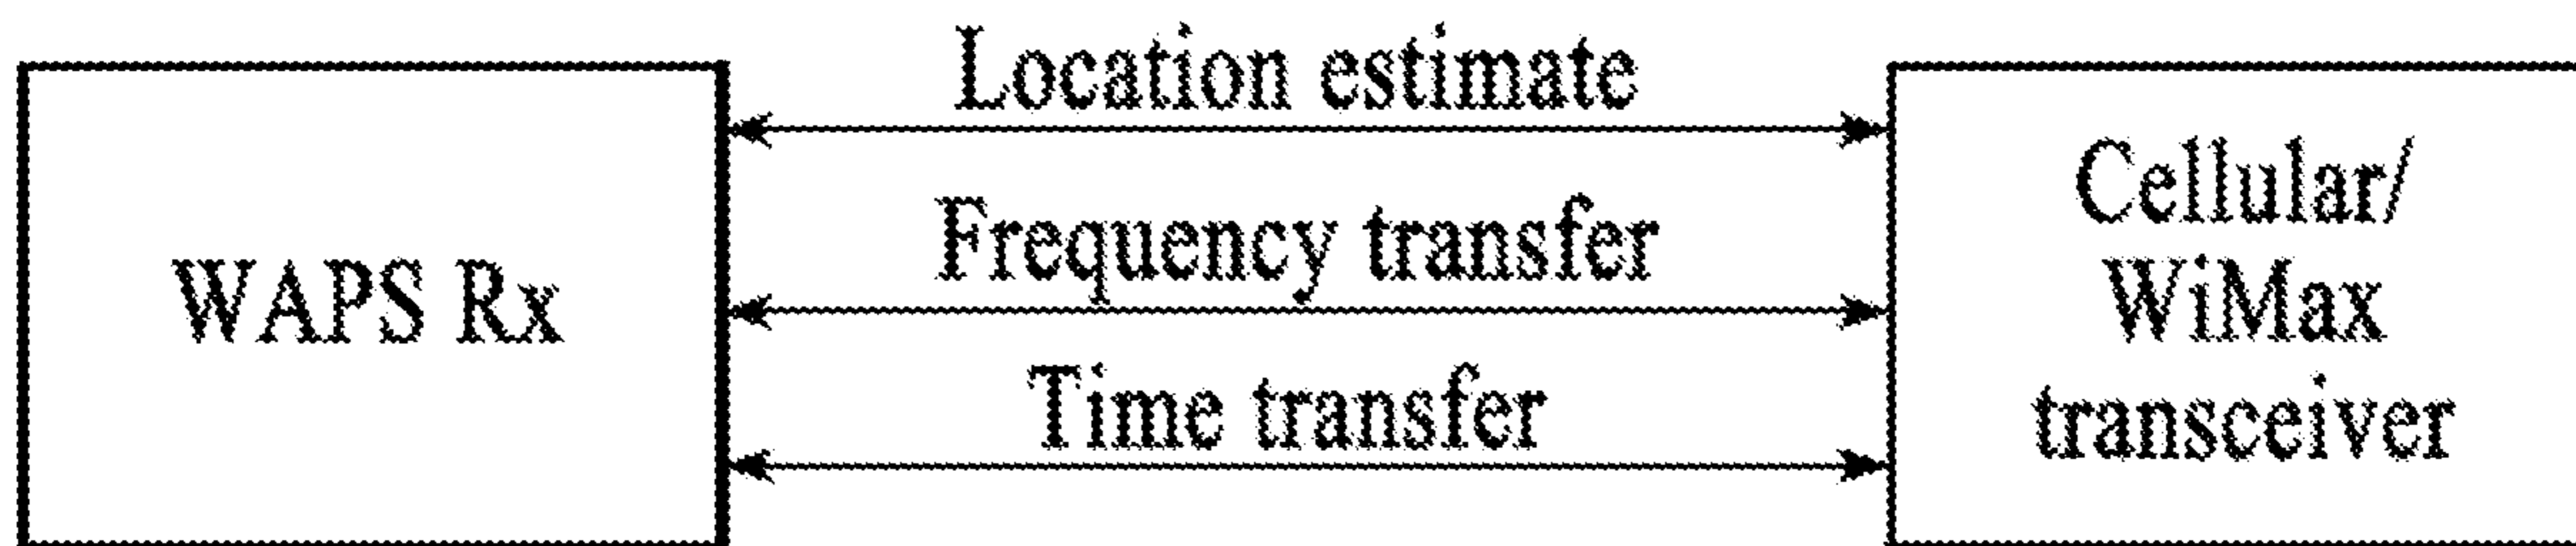 WAPS Rx
Location estimate
Frequency transfer
Time transfer
Cellular/
WiMax
transceiver